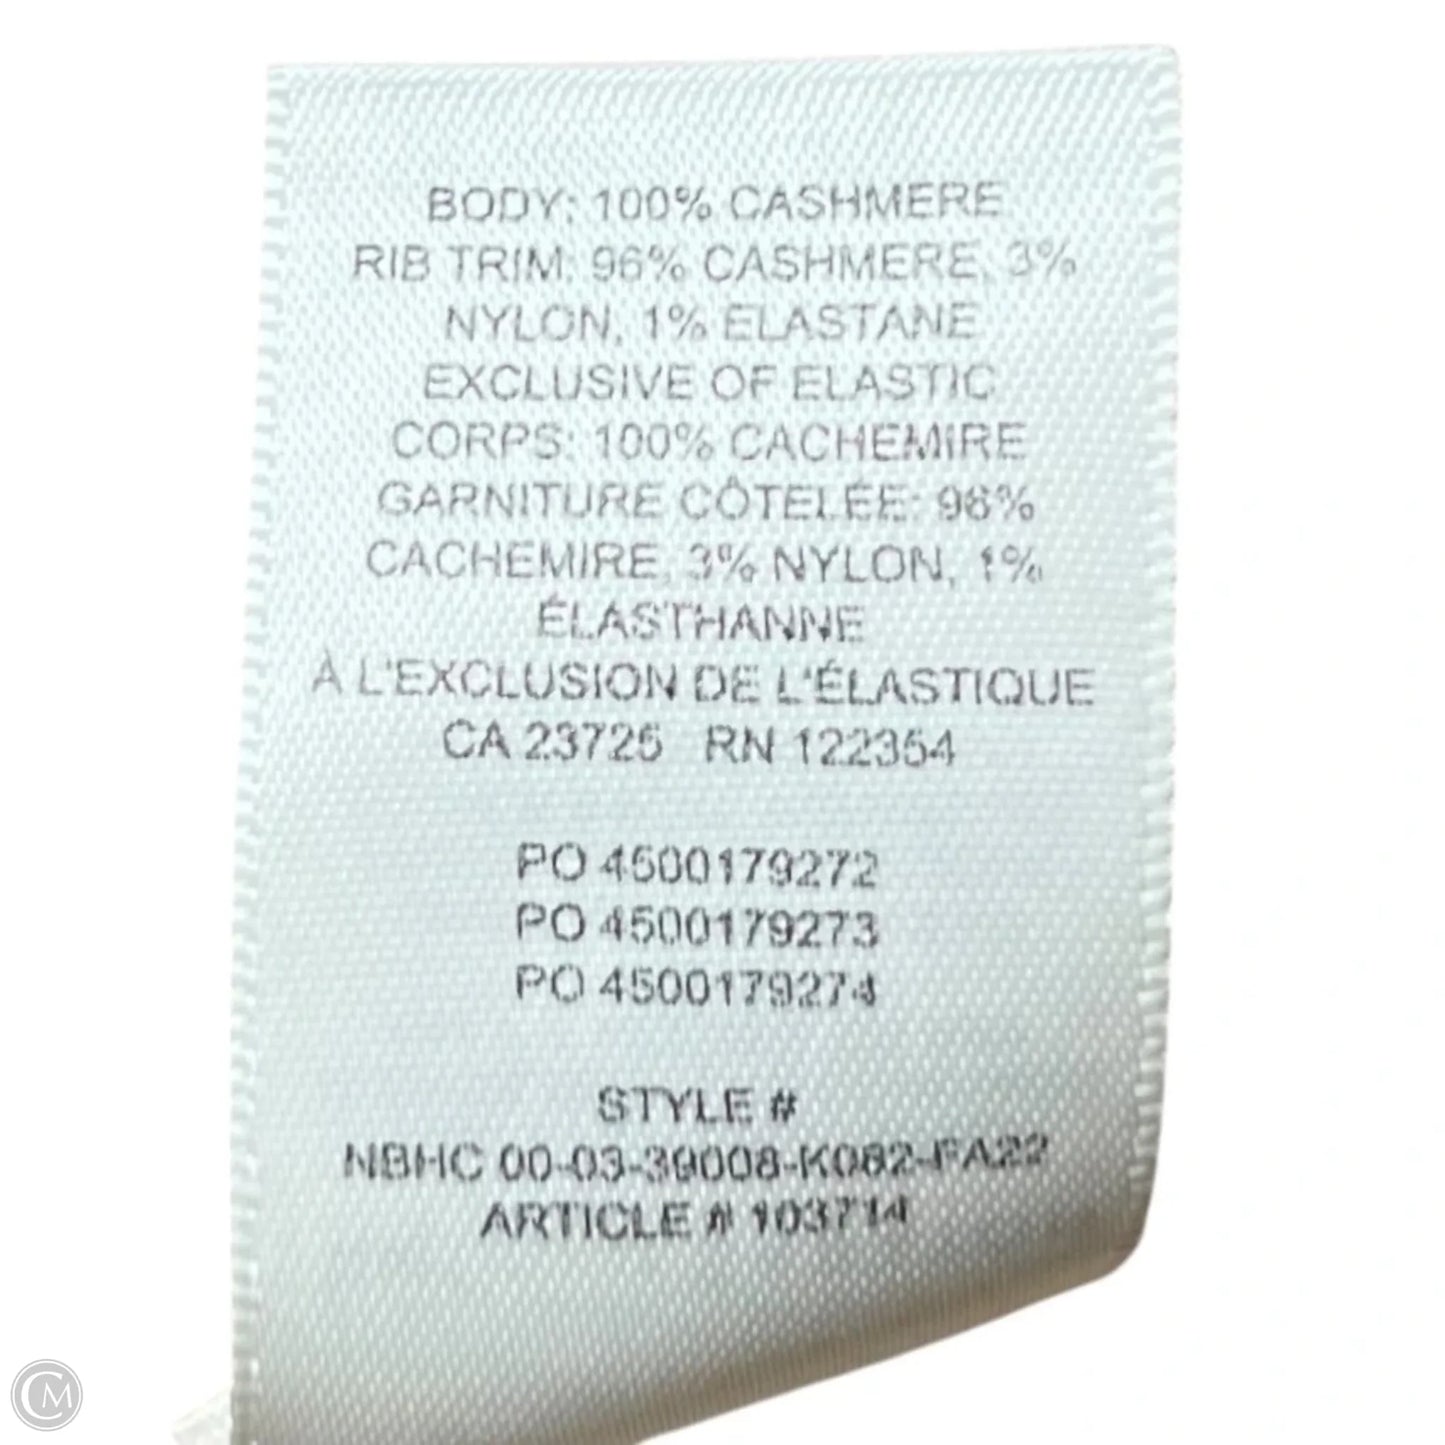 BODY: 100% CASHMERE
RIB TRIM: 96% CASHMERE, 3%
NYLON, 1% ELASTANE
EXCLUSIVE OF ELASTIC
CORPS: 100% CACHEMIRE
GARNITURE CÔTELÉE: 96%
CACHEMIRE, 3% NYLON, 1%
ÉLASTHANNE
À L'EXCLUSION DE L'ÉLASTIQUE
CA 23725 RN 122354
PO 4500179272
PO 4500179273
PO 4500179274
STYLE #
NBHC 00-03-39008-K082-FA22
ARTICLE # 103714
CM